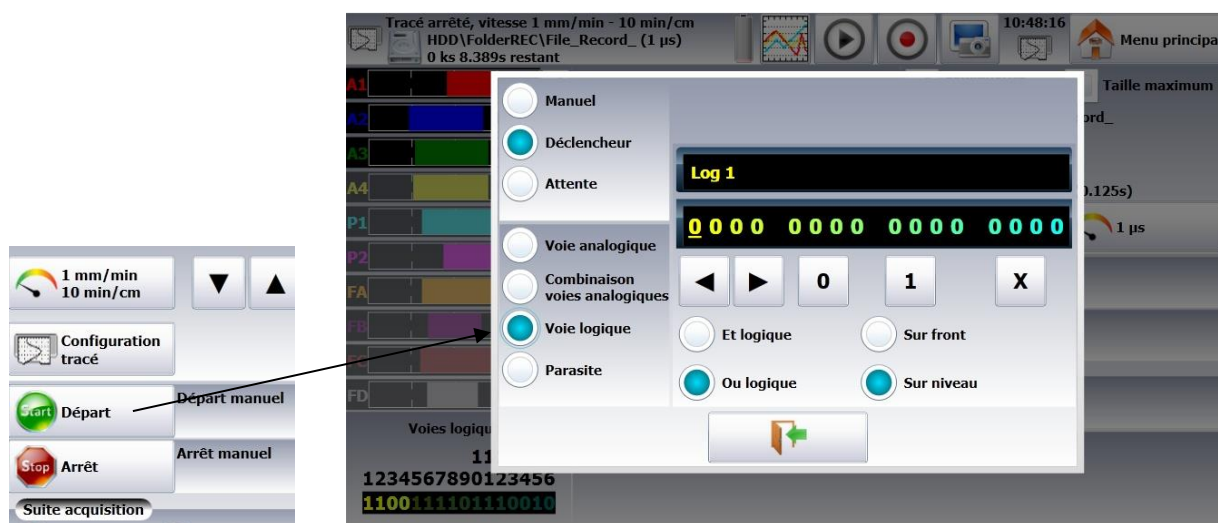 1 mm/min
10 min/cm
▼ ▲
Configuration
tracé
Start Départ
Départ manuel
Stop Arrêt
Arrêt manuel
Suite acquisition
Tracé arrêté, vitesse 1 mm/min - 10 min/cm
HDD\FolderREC\File_Record_ (1 µs)
0 ks 8.389s restant
10:48:16
Menu principa
A1
A2
A3
A4
P1
P2
FA
FB
FC
FD
Taille maximum
ord_
0.125s)
1 µs
Manuel
Déclencheur
Attente
Voie analogique
Combinaison
voies analogiques
Voie logique
Parasite
Log 1
0000 0000 0000 0000
◄ ► 0 1 X
Et logique
Sur front
Ou logique
Sur niveau
Voies logiqu
11
1234567890123456
1100111101110010